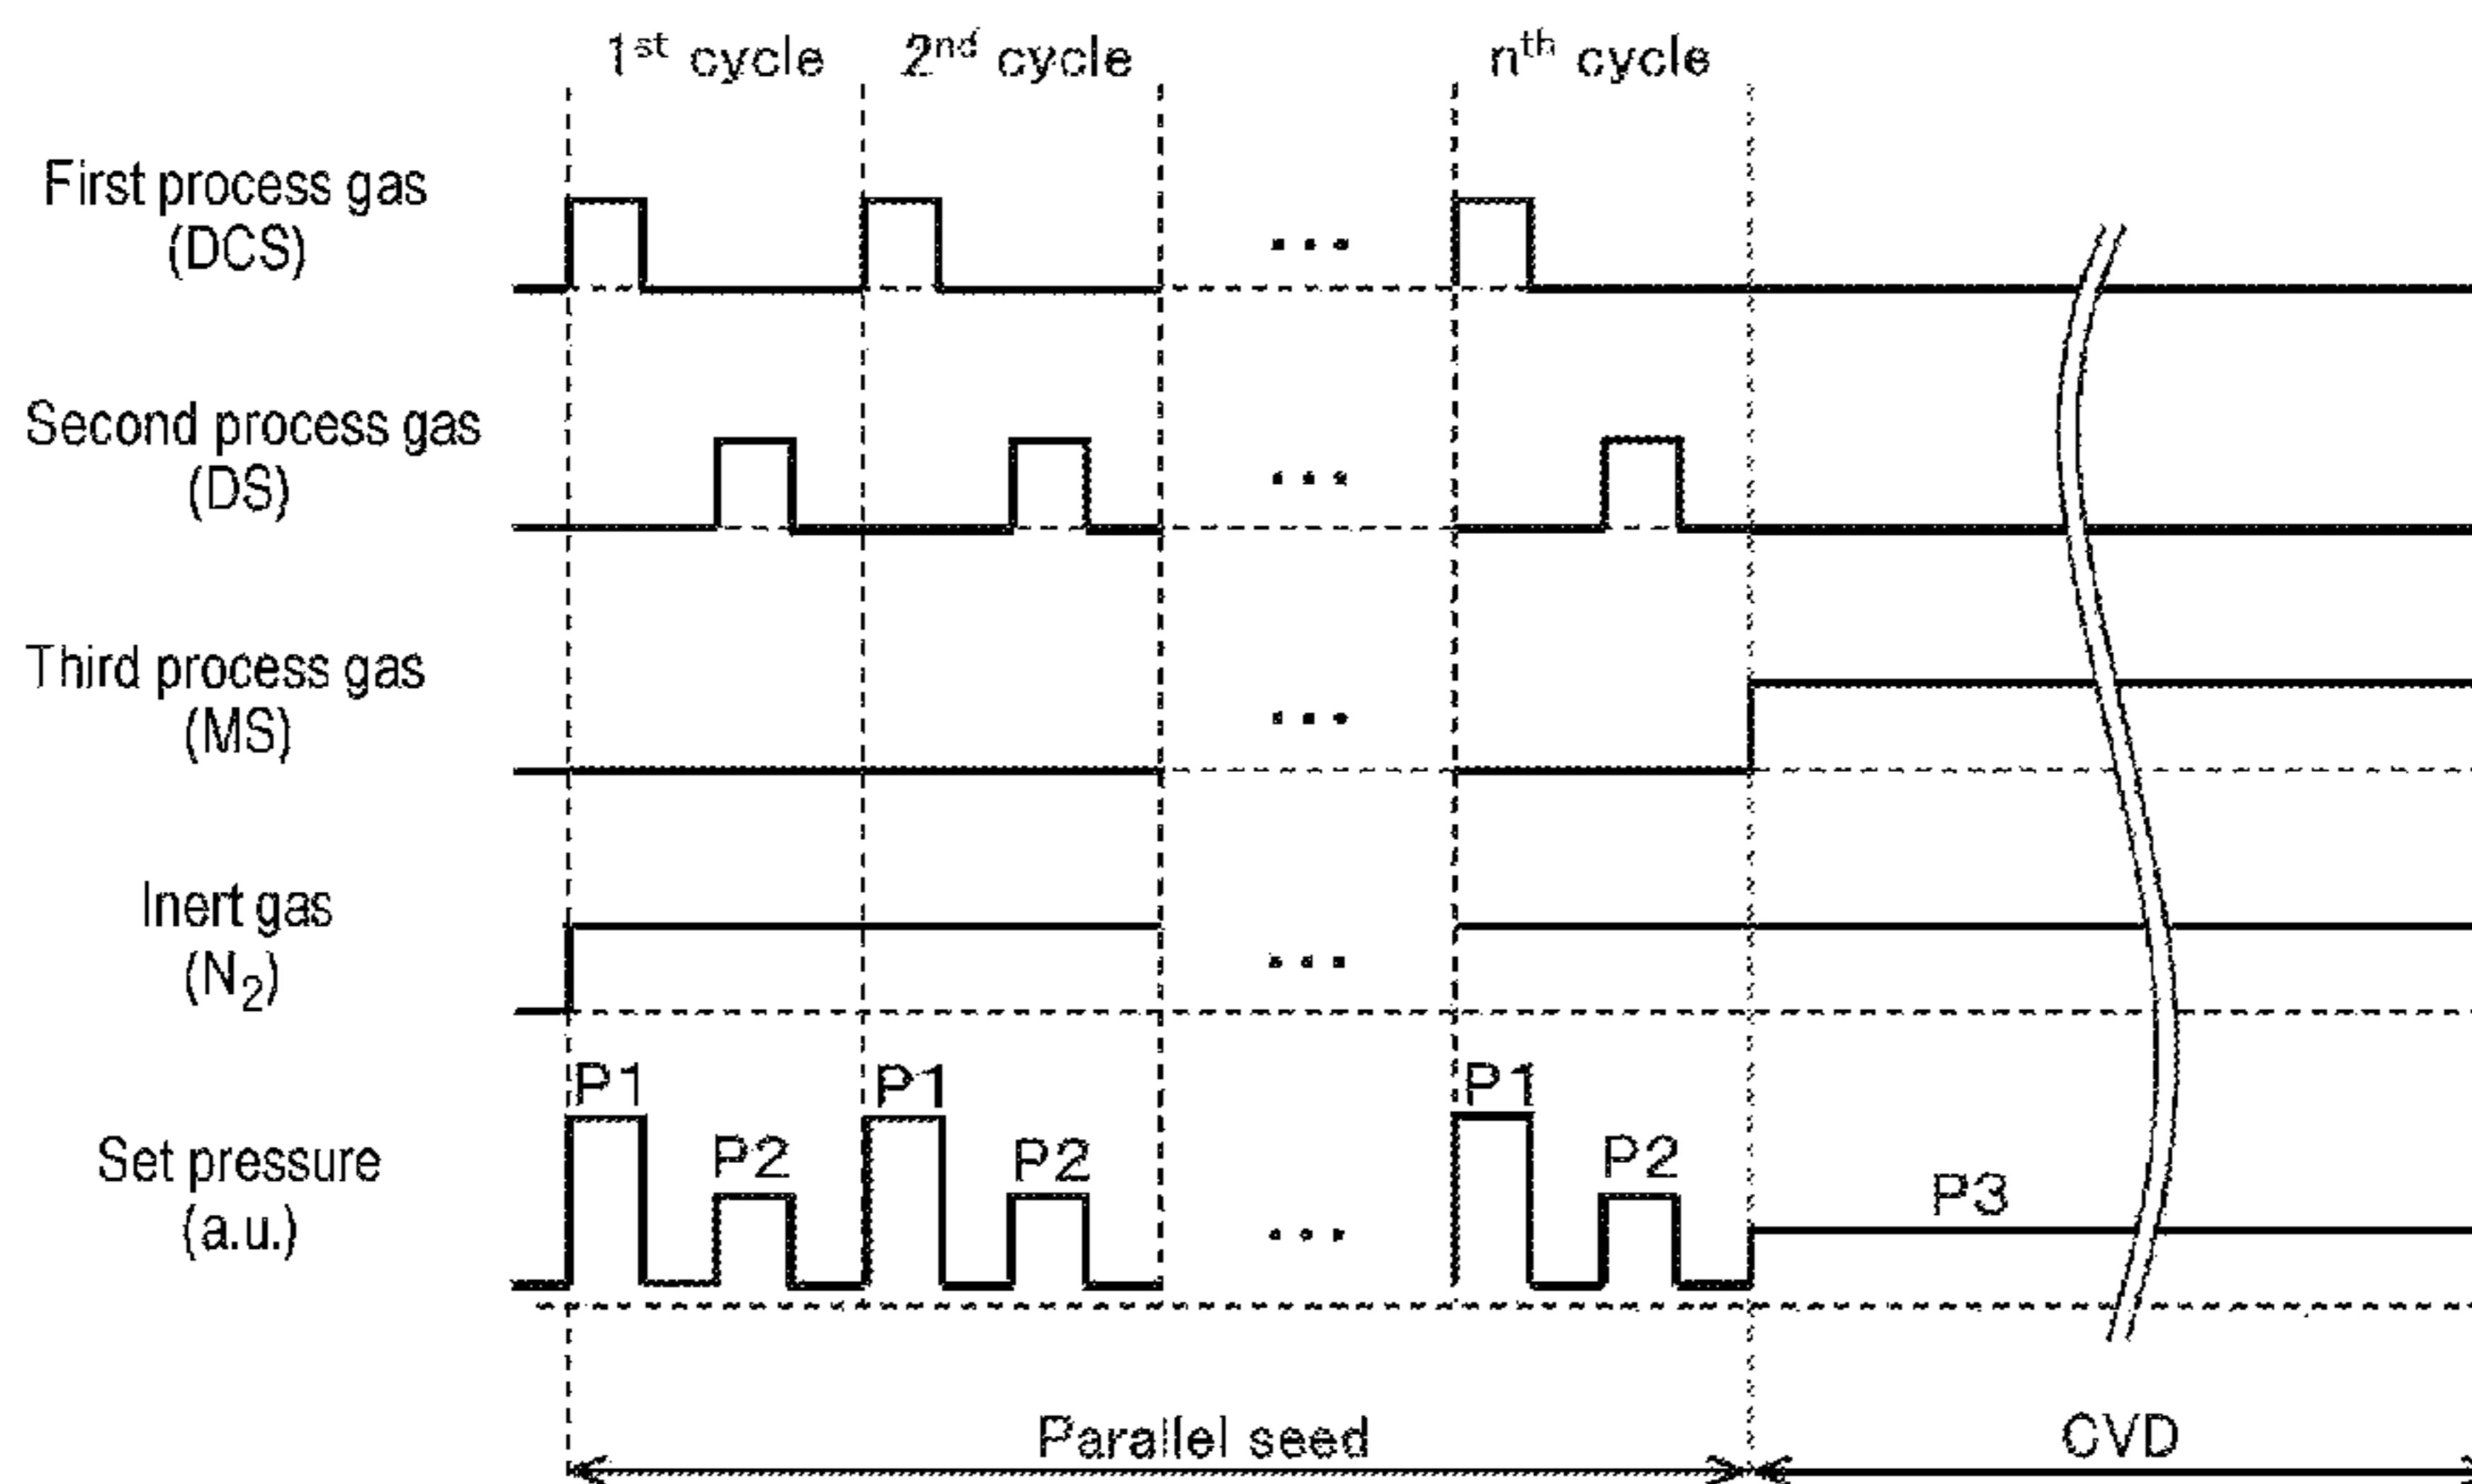 1st cycle 2nd cycle nth cycle
First process gas
(DCS)
...
Second process gas
(DS)
...
Third process gas
(MS)
...
Inert gas
(N2)
...
P1 P1 P1
P2 P2 P2
Set pressure
P3
(a.u.)
...
Parallel seed CVD